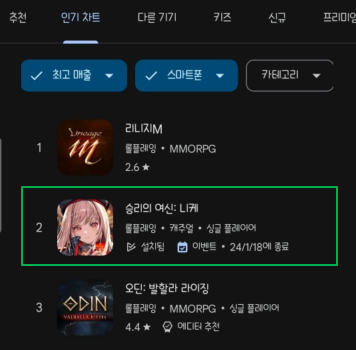 추천 인기 차트 다른 기기 키즈 신규 프리미엄
최고 매출 스마트폰 카테고리
1
Lineage M
리니지M
롤플레잉 • MMORPG
2.6 ★
2
승리의 여신: 니케
롤플레잉 • 캐주얼 • 싱글 플레이어
설치됨 이벤트 • 24/1/18에 종료
3
ODIN
VALHALLA RISING
오딘: 발할라 라이징
롤플레잉 • MMORPG • 싱글 플레이어
4.4 ★ 에디터 추천